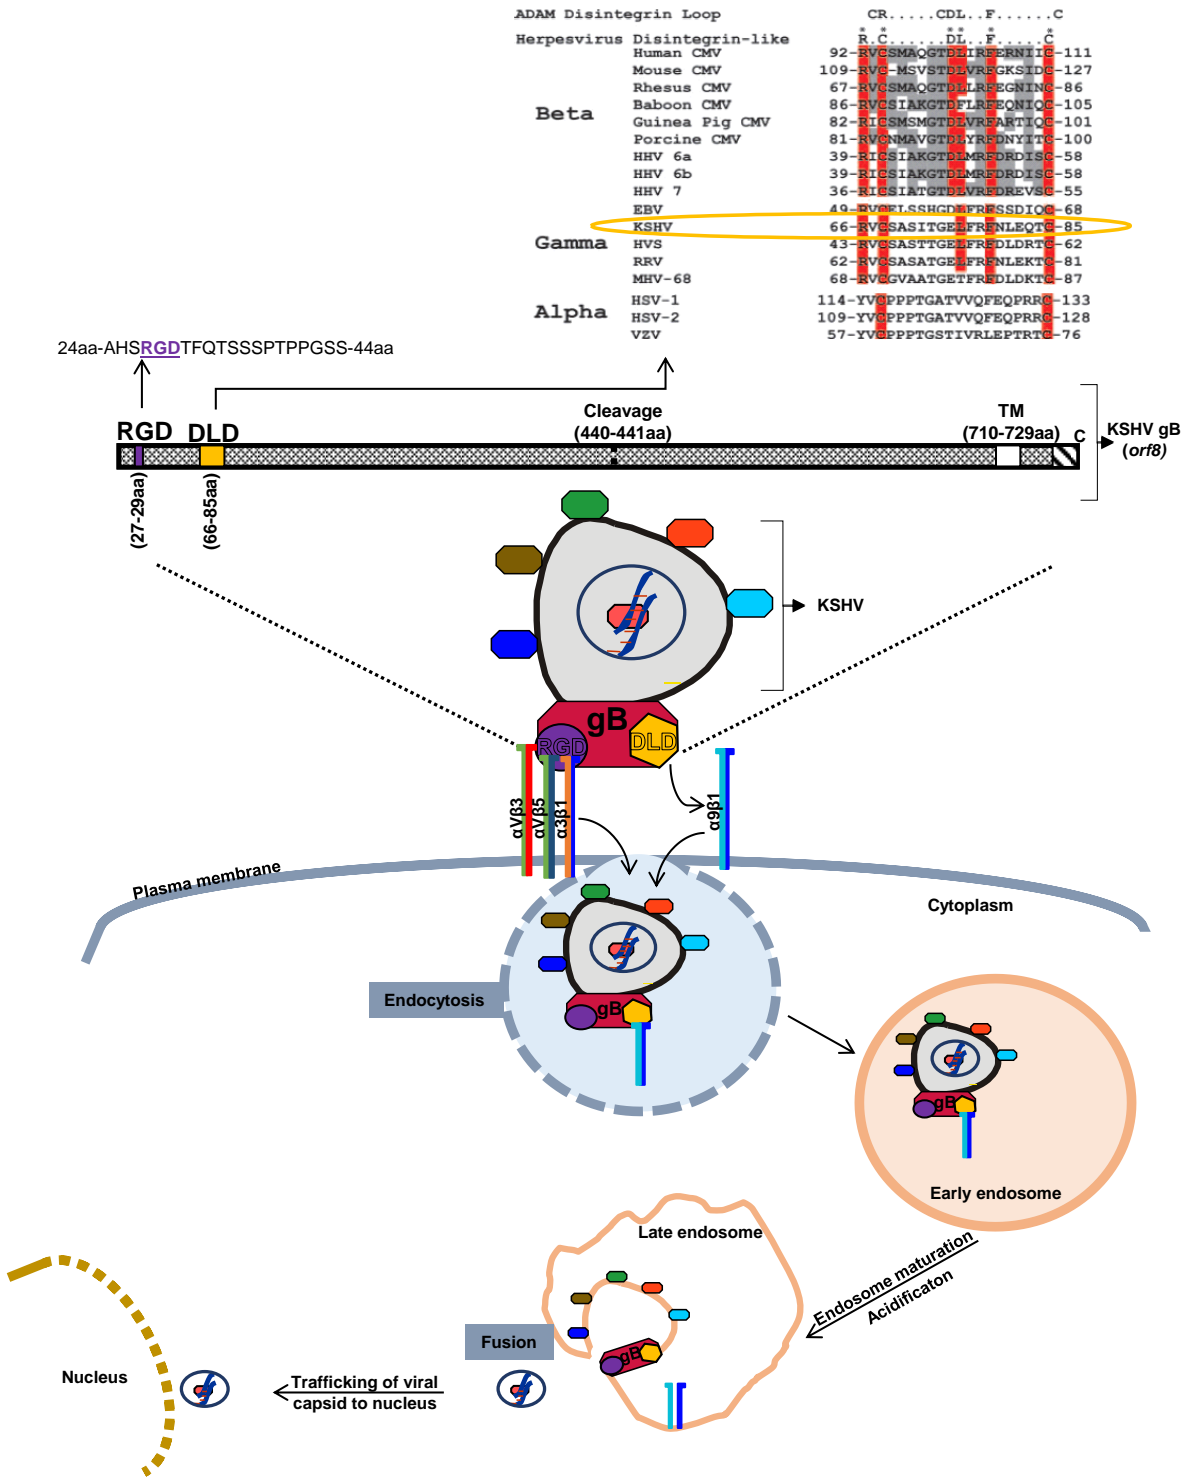 ADAM Disintegrin Loop CR.....CDL..F......C
Herpesvirus Disintegrin-like R.C......DL..F.....C
Human CMV 92-RVCSMAQGTDLIRFERNIIC-111
Mouse CMV 109-RVC-MSVSTDLVRFGKSIDC-127
Rhesus CMV 67-RVCSMAQGTDLLRFEGNINC-86
Beta
Baboon CMV 86-RVCSIAKGTDFLRFEQNIQC-105
Guinea Pig CMV 82-RICSMSMGTDLVRFARTIQC-101
Porcine CMV 81-RVCNMAVGTDLYRFDNYITC-100
HHV 6a 39-RICSIAKGTDLMRFDRDISC-58
HHV 6b 39-RICSIAKGTDLMRFDRDISC-58
HHV 7 36-RICSIATGTDLVRFDREVSC-55
EBV 49-RVCELSSHGDLFRFSSDIQC-68
KSHV 66-RVCSASITGELFRFNLEQTC-85
Gamma
HVS 43-RVCSASTTGELFRFDLDRTC-62
RRV 62-RVCSASATGELFRFNLEKTC-81
MHV-68 68-RVCGVAATGETFRFDLDKTC-87
HSV-1 114-YVCPPPTGATVVQFEQPRRC-133
Alpha
HSV-2 109-YVCPPPTGATVVQFEQPRRC-128
VZV 57-YVCPPPTGSTIVRLEPTRTC-76
24aa-AHSRGDTFQTSSSPTPPGSS-44aa
RGD DLD
Cleavage
(440-441aa)
TM
(710-729aa)
C
KSHV gB
(orf8)
(27-29aa)
(66-85aa)
KSHV
gB
RGD
DLD
αVβ3
αVβ5
α3β1
α9β1
Plasma membrane
Cytoplasm
Endocytosis
gB
gB
Early endosome
Late endosome
Endosome maturation
Acidificaton
Fusion
gB
Nucleus
Trafficking of viral
capsid to nucleus